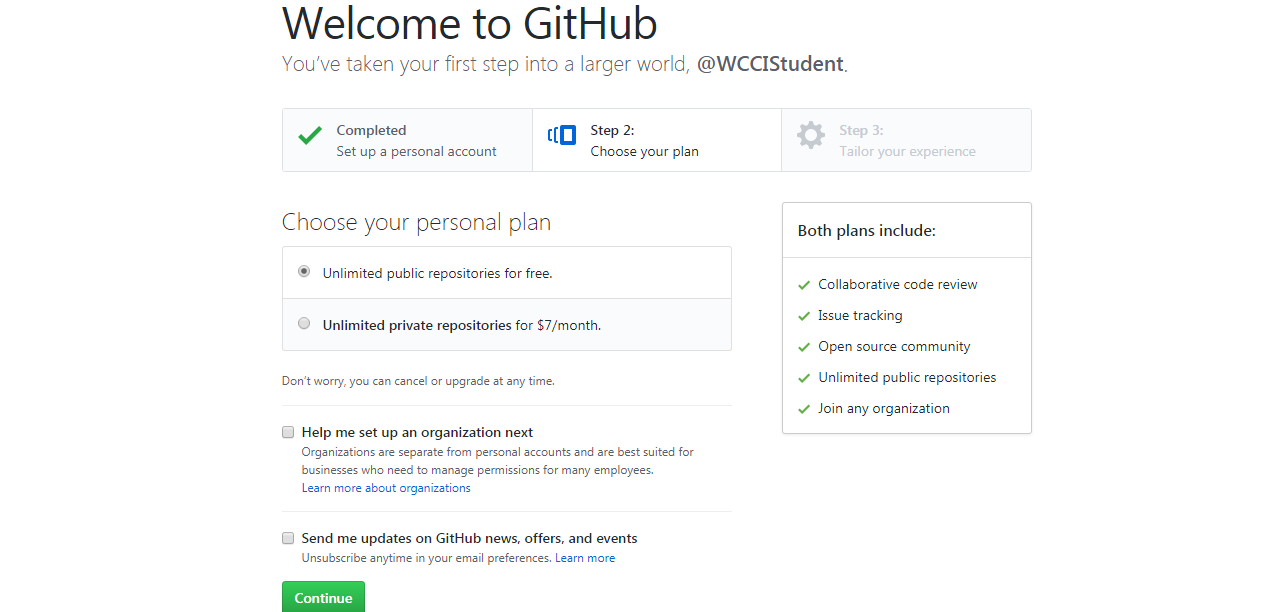 Welcome to GitHub
You've taken your first step into a larger world, @WCCIStudent.
Completed
Set up a personal account
Step 2:
Choose your plan
Step 3:
Tailor your experience
Choose your personal plan
Unlimited public repositories for free.
Unlimited private repositories for $7/month.
Don't worry, you can cancel or upgrade at any time.
Help me set up an organization next
Organizations are separate from personal accounts and are best suited for
businesses who need to manage permissions for many employees.
Learn more about organizations
Send me updates on GitHub news, offers, and events
Unsubscribe anytime in your email preferences. Learn more
Continue
Both plans include:
Collaborative code review
Issue tracking
Open source community
Unlimited public repositories
Join any organization